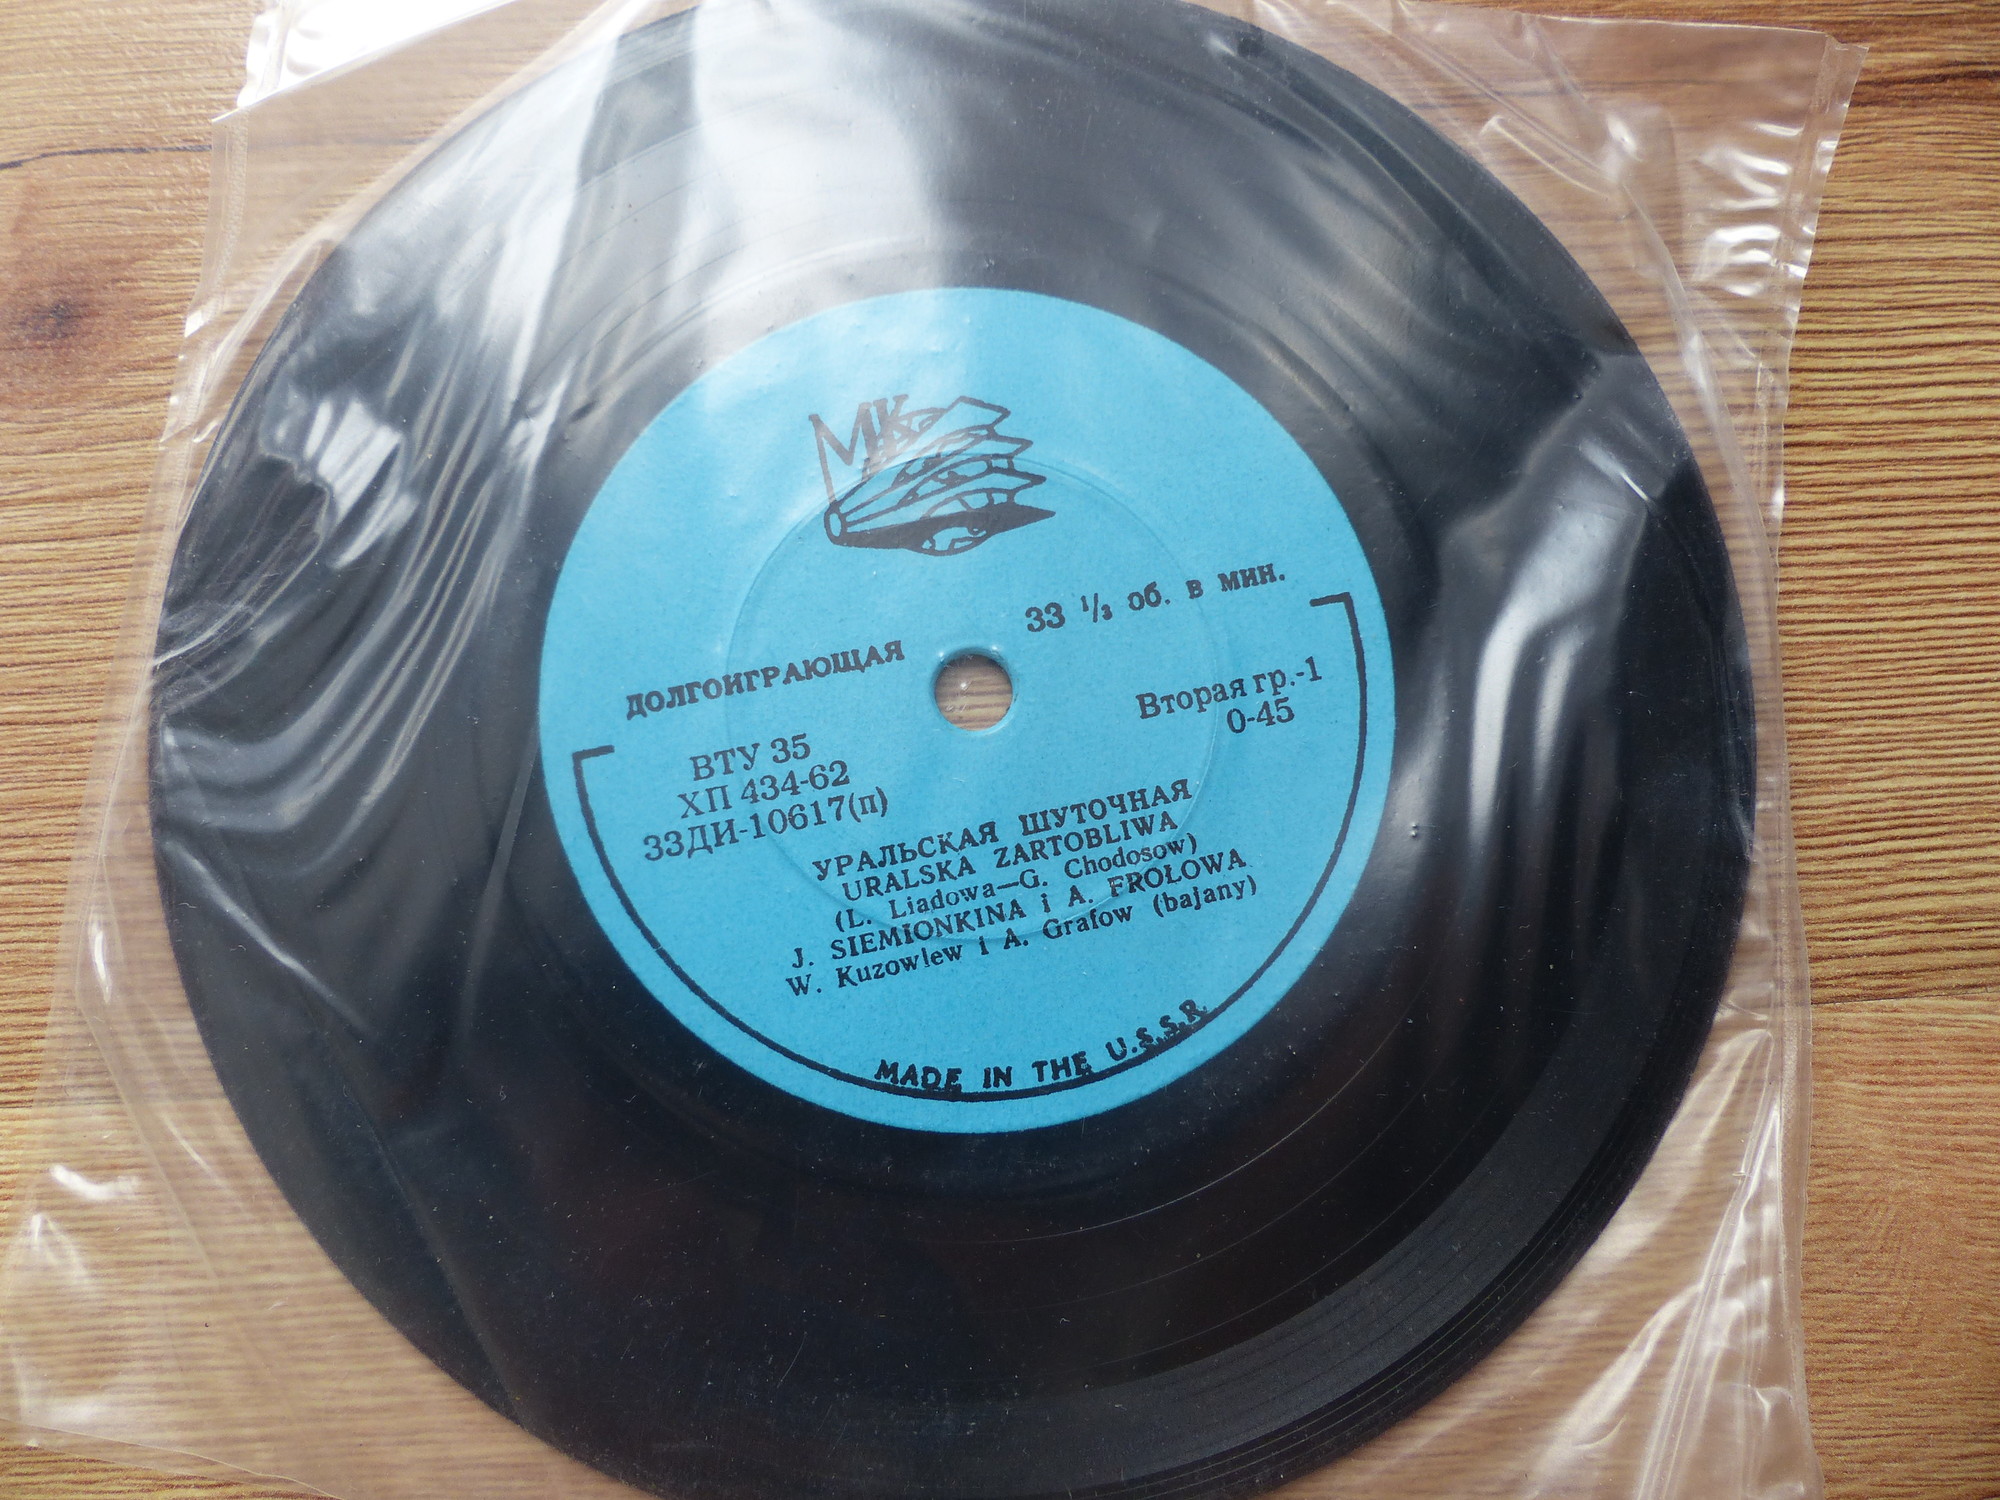 МК
ДОЛГОИГРАЮЩАЯ 33 ⅓ об. в мин.
ВТУ 35
ХП 434-62
33ДИ-10617(п)
Вторая гр.-1
0-45
УРАЛЬСКАЯ ШУТОЧНАЯ
URALSKA ZARTOBLIWA
(L. Liadowa—G. Chodosow)
J. SIEMIONKINA i A. FROLOWA
W. Kuzowlew i A. Grafow (bajany)
MADE IN THE U.S.S.R.